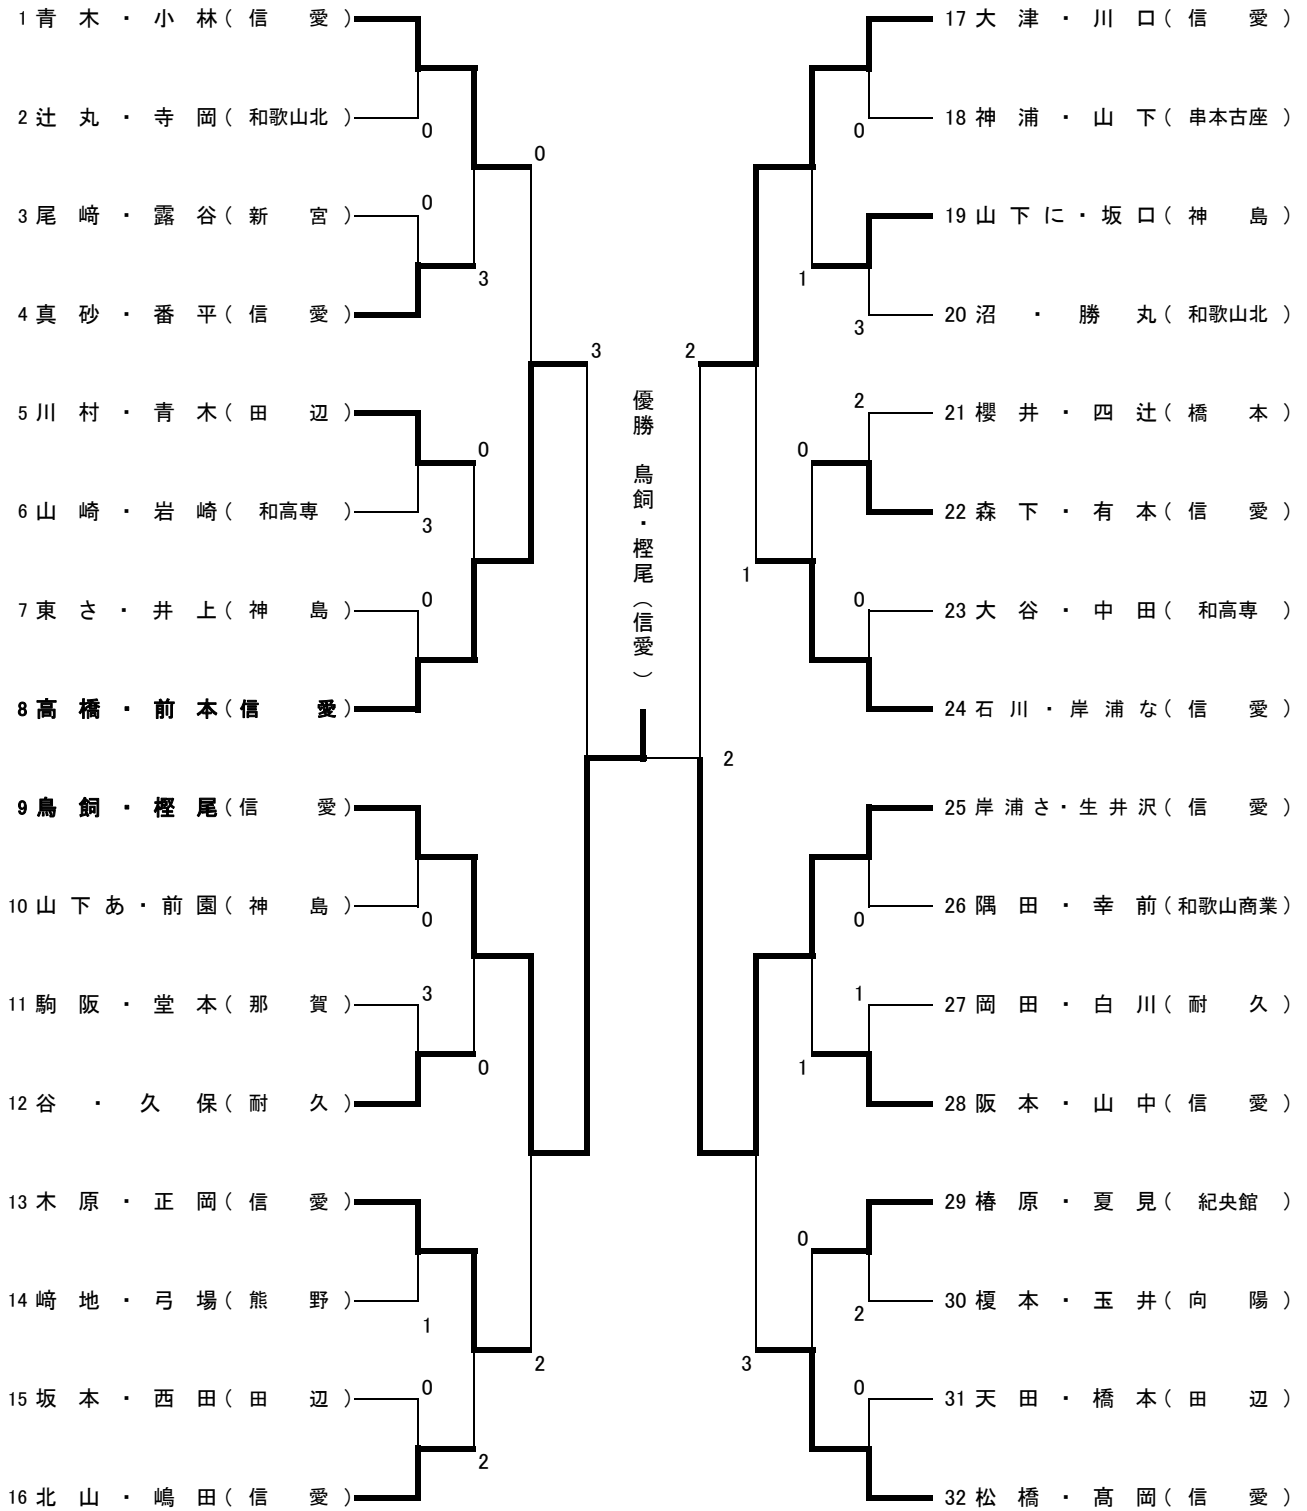 1 青木・小林(信愛)
2 辻丸・寺岡(和歌山北)
0
0
3 尾﨑・露谷(新宮)
0
3
4 真砂・番平(信愛)
3
5 川村・青木(田辺)
0
6 山崎・岩崎(和高専)
3
7 東さ・井上(神島)
0
8 高橋・前本(信愛)
9 鳥飼・樫尾(信愛)
10 山下あ・前園(神島)
0
11 駒阪・堂本(那賀)
3
0
12 谷・久保(耐久)
13 木原・正岡(信愛)
14 﨑地・弓場(熊野)
1
2
15 坂本・西田(田辺)
0
2
16 北山・嶋田(信愛)
優勝 鳥飼・樫尾(信愛)
2
17 大津・川口(信愛)
18 神浦・山下(串本古座)
0
19 山下に・坂口(神島)
1
20 沼・勝丸(和歌山北)
3
2
21 櫻井・四辻(橋本)
2
0
22 森下・有本(信愛)
1
23 大谷・中田(和高専)
0
24 石川・岸浦な(信愛)
25 岸浦さ・生井沢(信愛)
26 隅田・幸前(和歌山商業)
0
27 岡田・白川(耐久)
1
1
28 阪本・山中(信愛)
29 椿原・夏見(紀央館)
0
30 榎本・玉井(向陽)
2
3
31 天田・橋本(田辺)
0
32 松橋・髙岡(信愛)